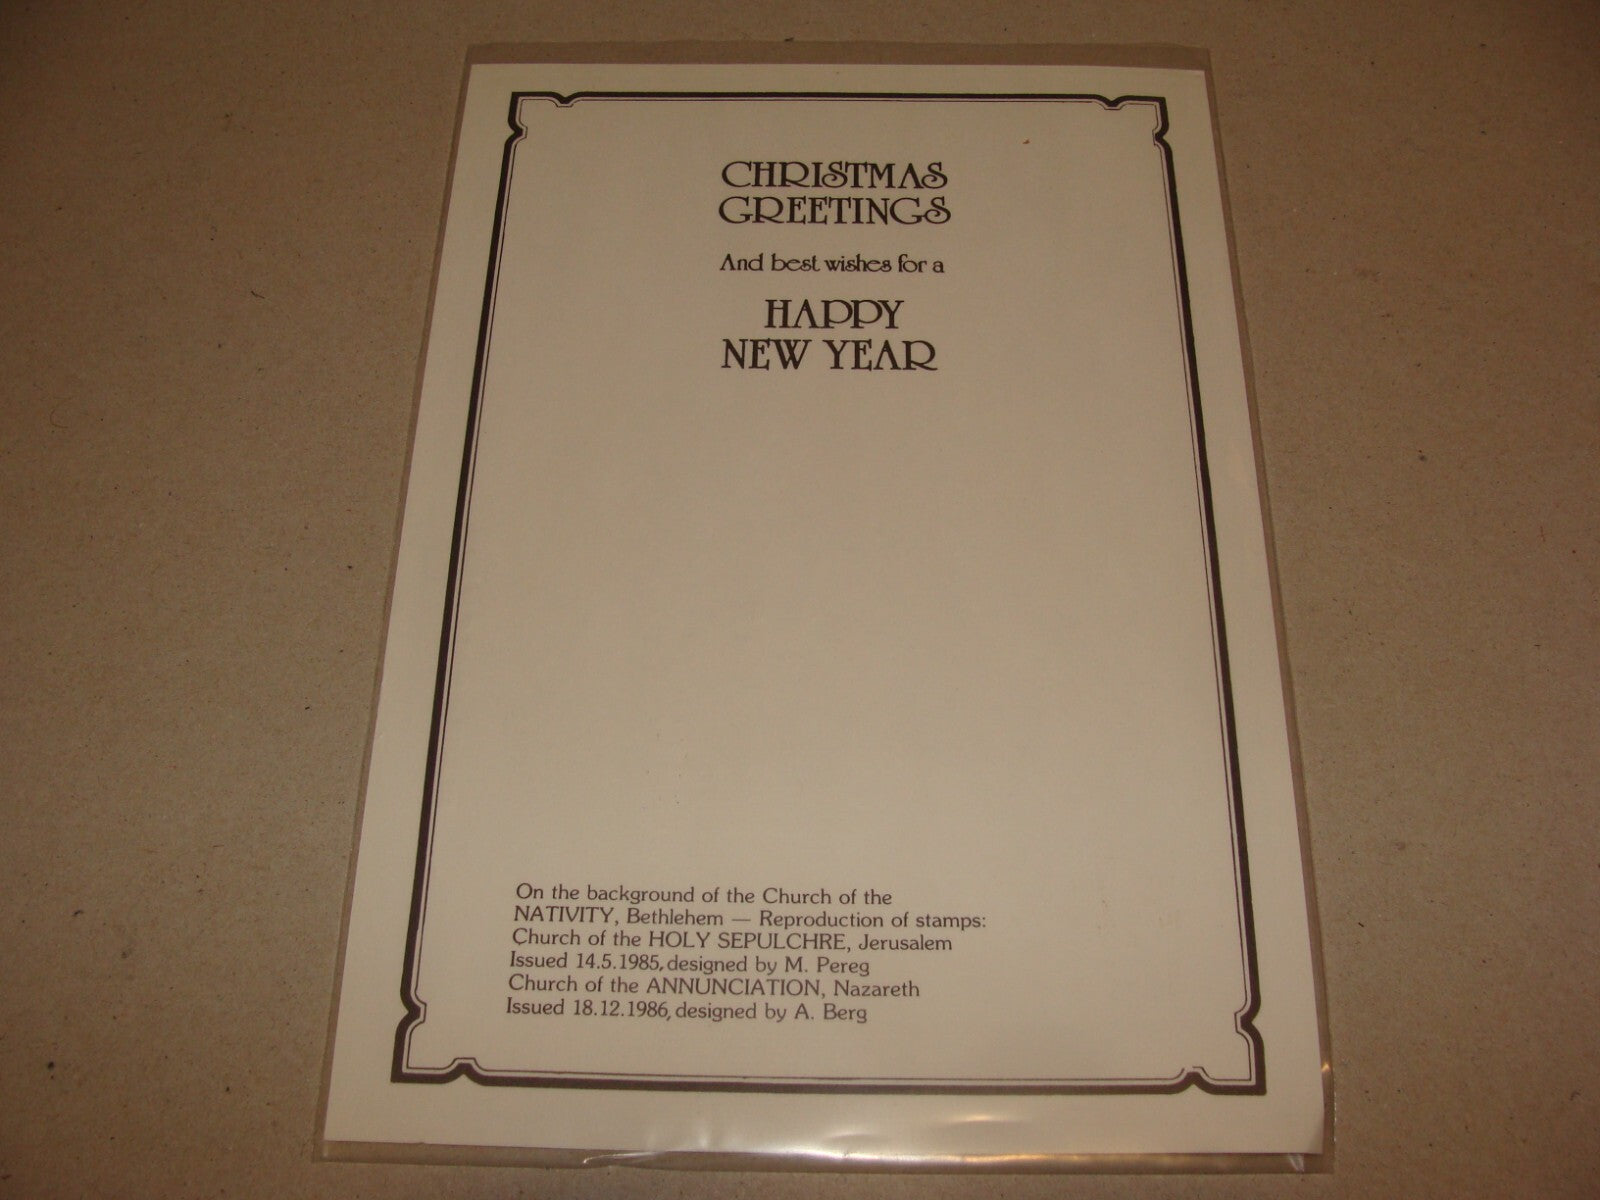 CHRISTMAS
GREETINGS
And best wishes for a
HAPPY
NEW YEAR
On the background of the Church of the
NATIVITY, Bethlehem — Reproduction of stamps:
Church of the HOLY SEPULCHRE, Jerusalem
Issued 14.5.1985, designed by M. Pereg
Church of the ANNUNCIATION, Nazareth
Issued 18.12.1986, designed by A. Berg